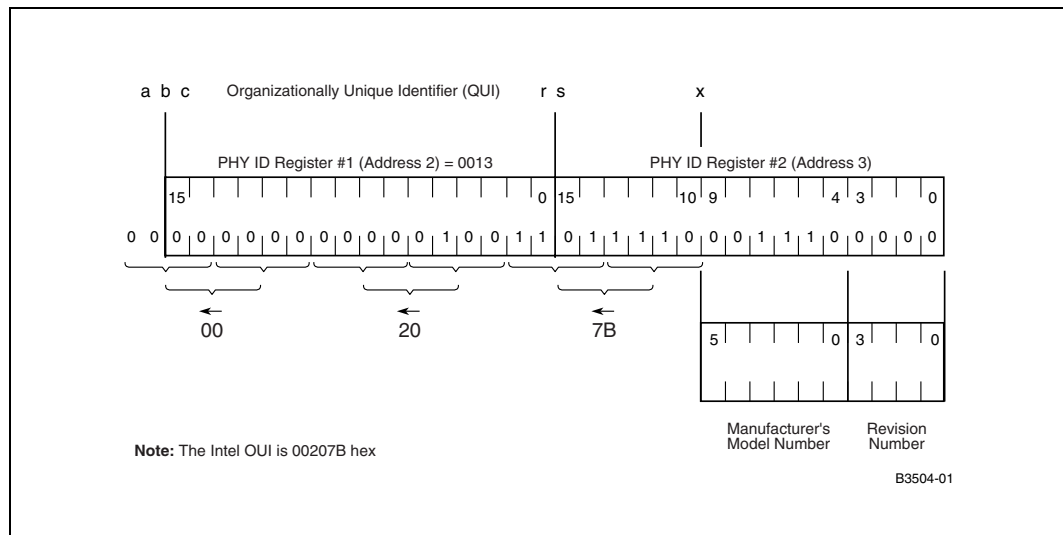 a b c Organizationally Unique Identifier (QUI) r s x
PHY ID Register #1 (Address 2) = 0013 PHY ID Register #2 (Address 3)
15 0 15 10 9 4 3 0
0 0 0 0 0 0 0 0 0 0 0 0 0 1 0 0 1 1 0 1 1 1 1 0 0 0 1 1 1 0 0 0 0 0
00 20 7B
5 0 3 0
Manufacturer's Revision
Model Number Number
Note: The Intel OUI is 00207B hex
B3504-01